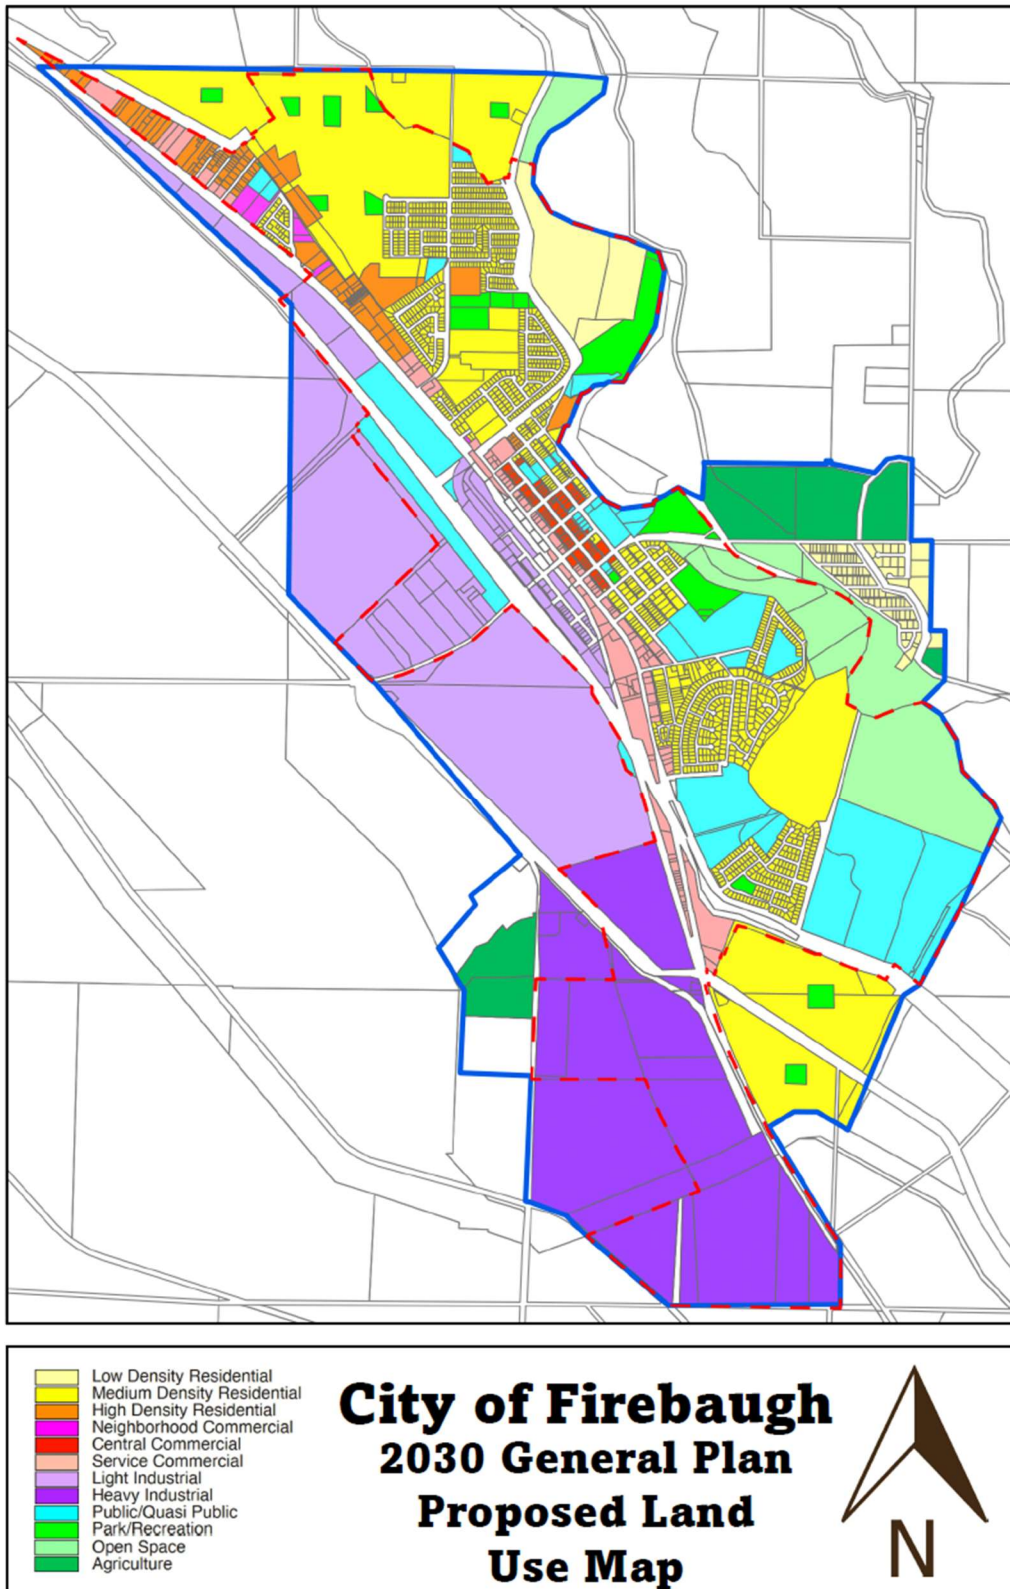 Low Density Residential
Medium Density Residential
High Density Residential
Neighborhood Commercial
Central Commercial
Service Commercial
Light Industrial
Heavy Industrial
Public/Quasi Public
Park/Recreation
Open Space
Agriculture
City of Firebaugh
2030 General Plan
Proposed Land
Use Map
N